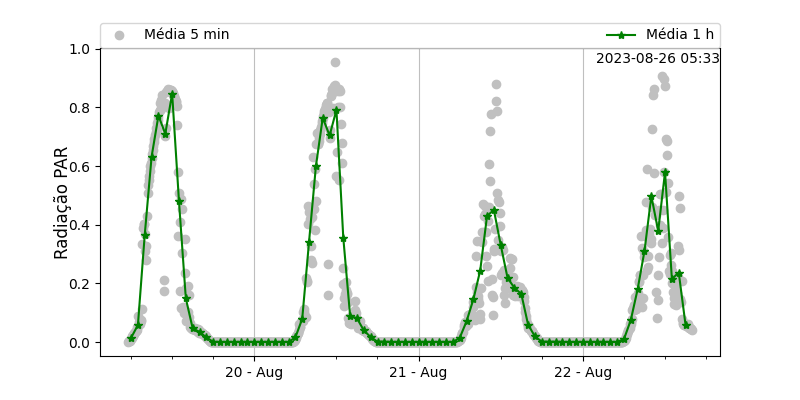 Média 5 min
Média 1 h
2023-08-26 05:33
1.0
0.8
0.6
0.4
0.2
0.0
Radiação PAR
20 - Aug
21 - Aug
22 - Aug